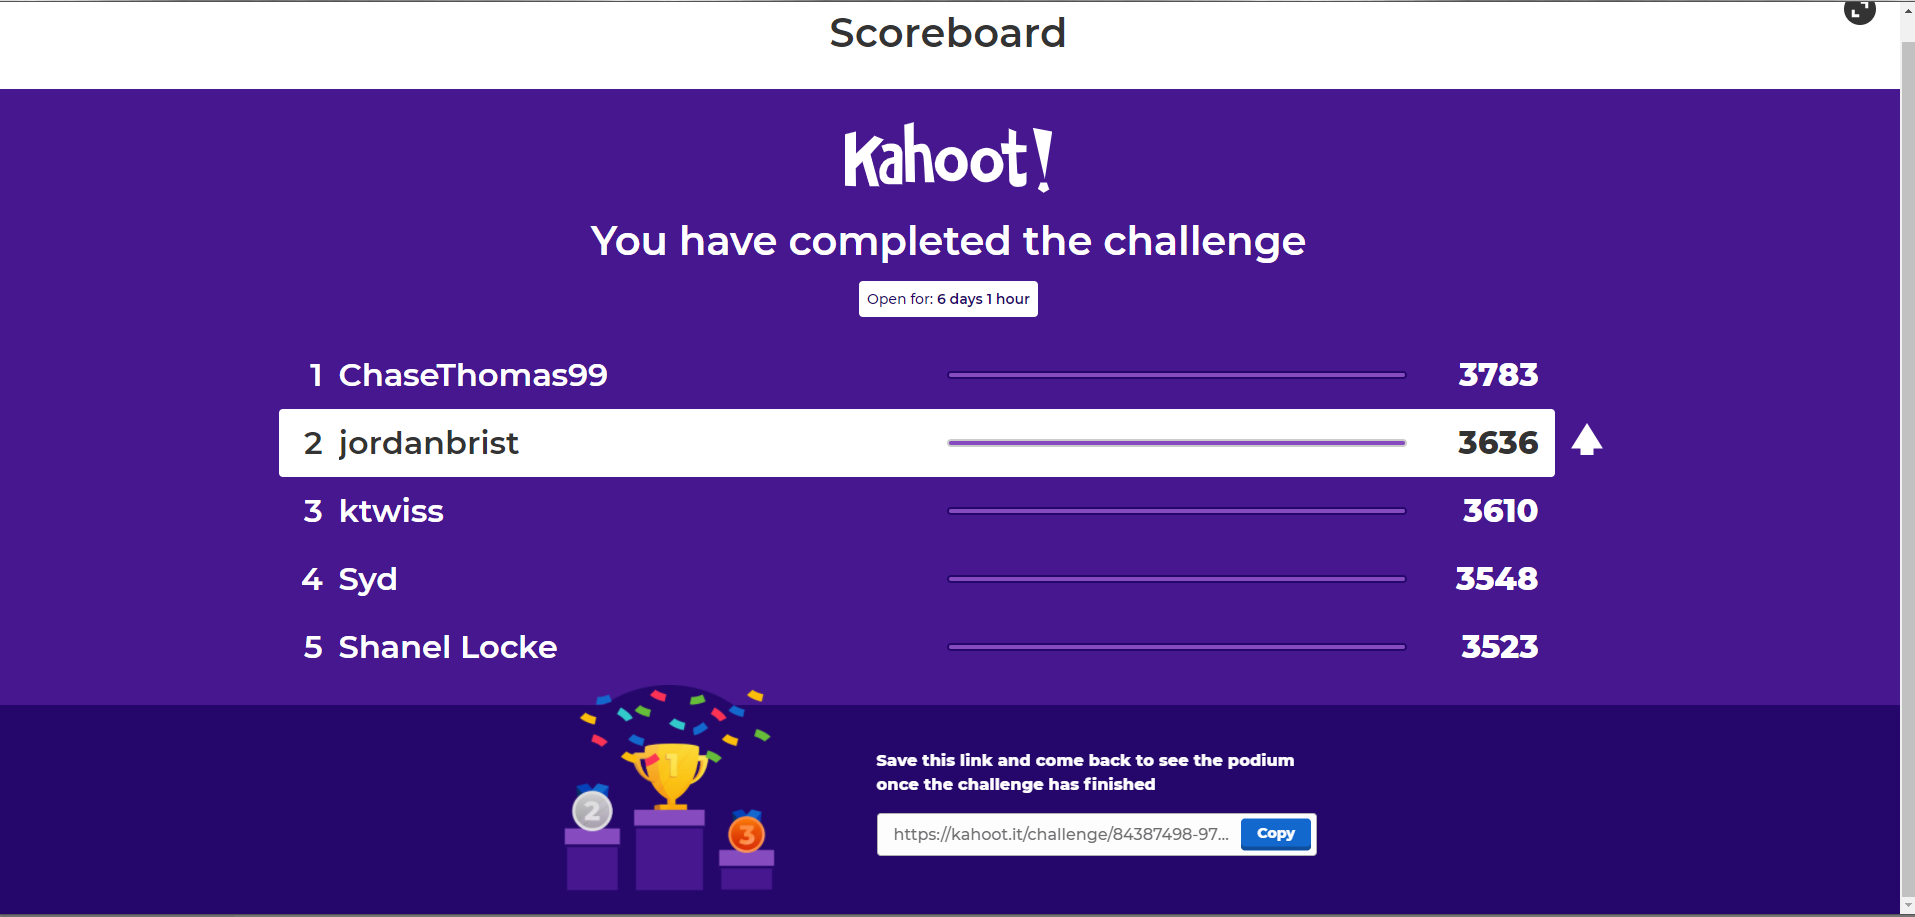 Scoreboard
Kahoot!
You have completed the challenge
Open for: 6 days 1 hour
1 ChaseThomas99 3783
2 jordanbrist 3636
3 ktwiss 3610
4 Syd 3548
5 Shanel Locke 3523
1
2
3
Save this link and come back to see the podium
once the challenge has finished
https://kahoot.it/challenge/84387498-97... Copy